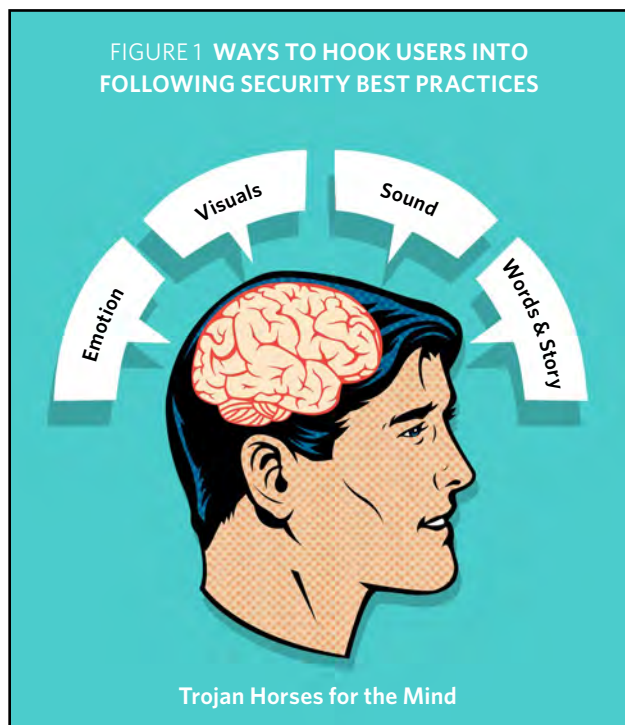 FIGURE 1 WAYS TO HOOK USERS INTO
FOLLOWING SECURITY BEST PRACTICES
Emotion
Visuals
Sound
Words & Story
Trojan Horses for the Mind